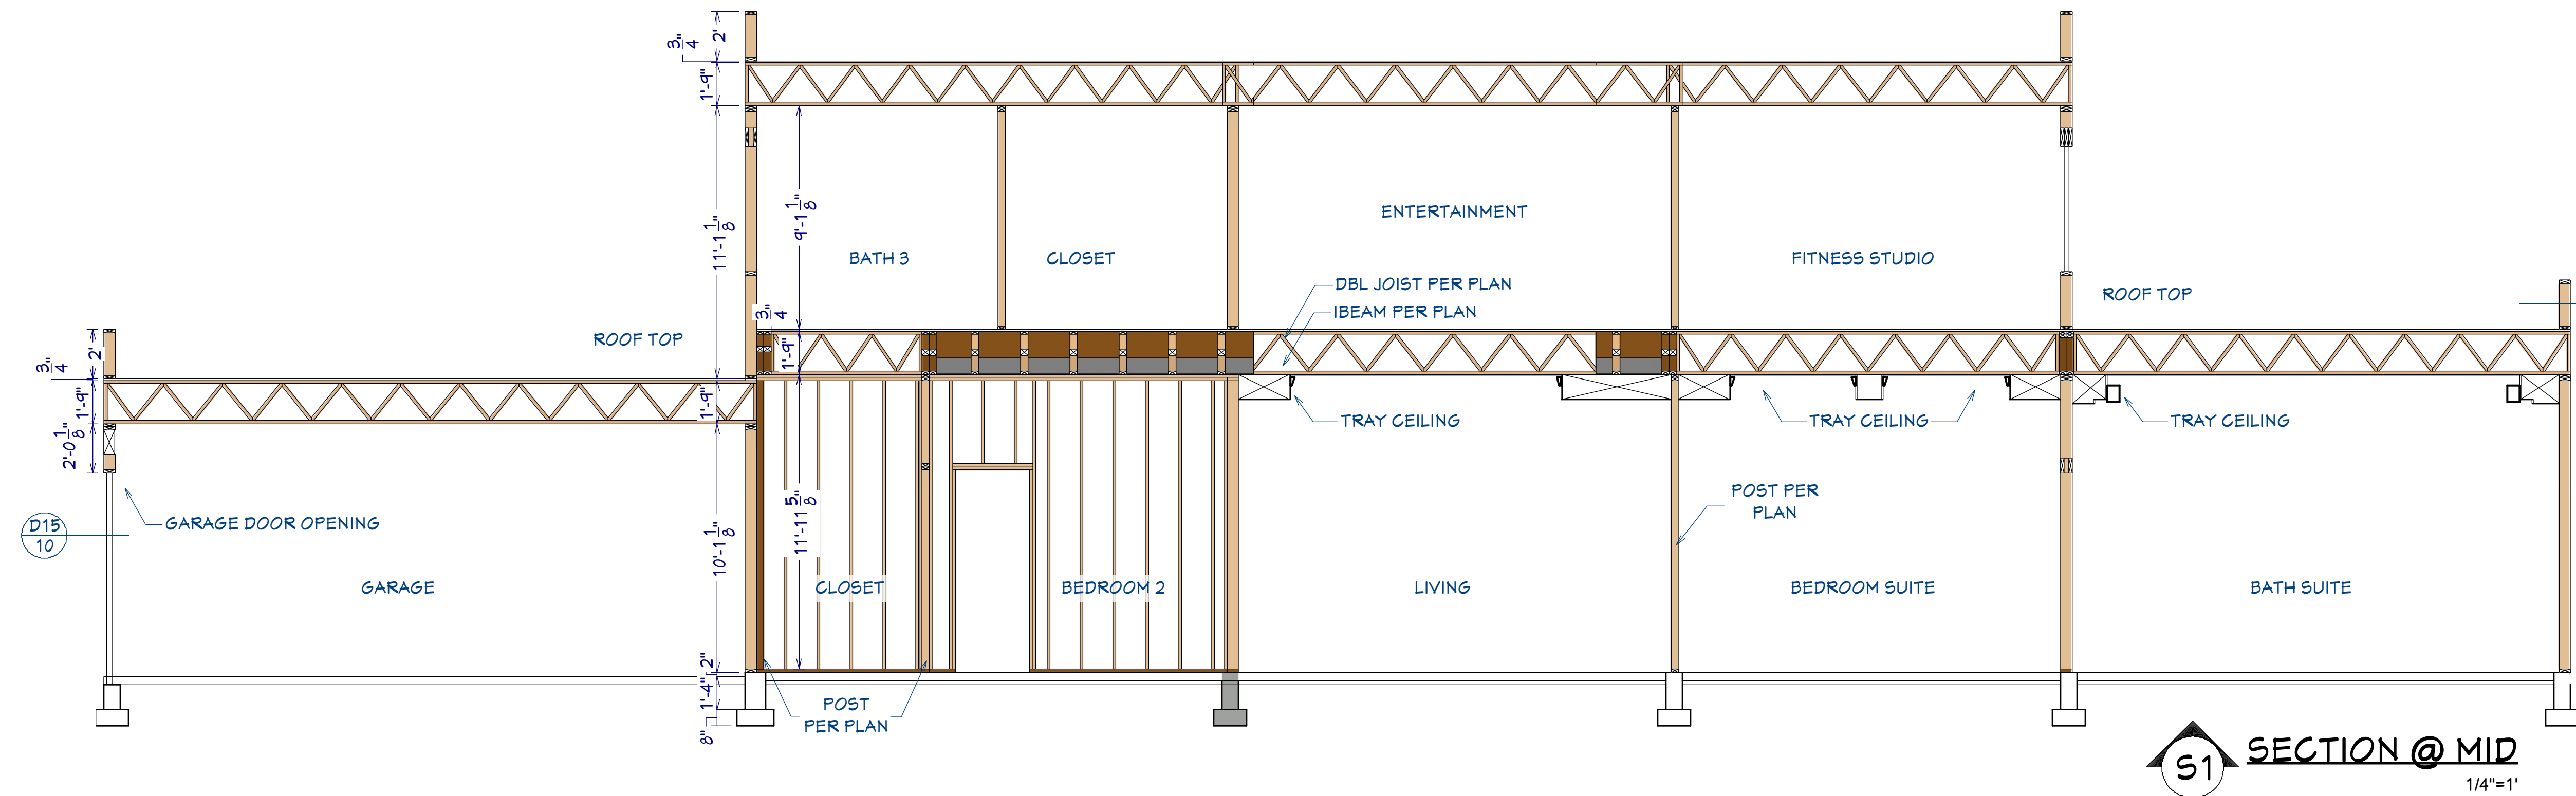 2'
3/4"
1'-9"
11'-1 1/8"
9'-1 1/8"
ENTERTAINMENT
BATH 3
CLOSET
FITNESS STUDIO
DBL JOIST PER PLAN
IBEAM PER PLAN
ROOF TOP
ROOF TOP
3/4"
1'-9"
2'
3/4"
1'-9"
1'-9"
2'-0 1/8"
TRAY CEILING
TRAY CEILING
TRAY CEILING
D15
10
GARAGE DOOR OPENING
10'-1 1/8"
11'-11 5/8"
POST PER
PLAN
GARAGE
CLOSET
BEDROOM 2
LIVING
BEDROOM SUITE
BATH SUITE
2"
1'-4"
8"
POST
PER PLAN
S1
SECTION @ MID
1/4"=1'